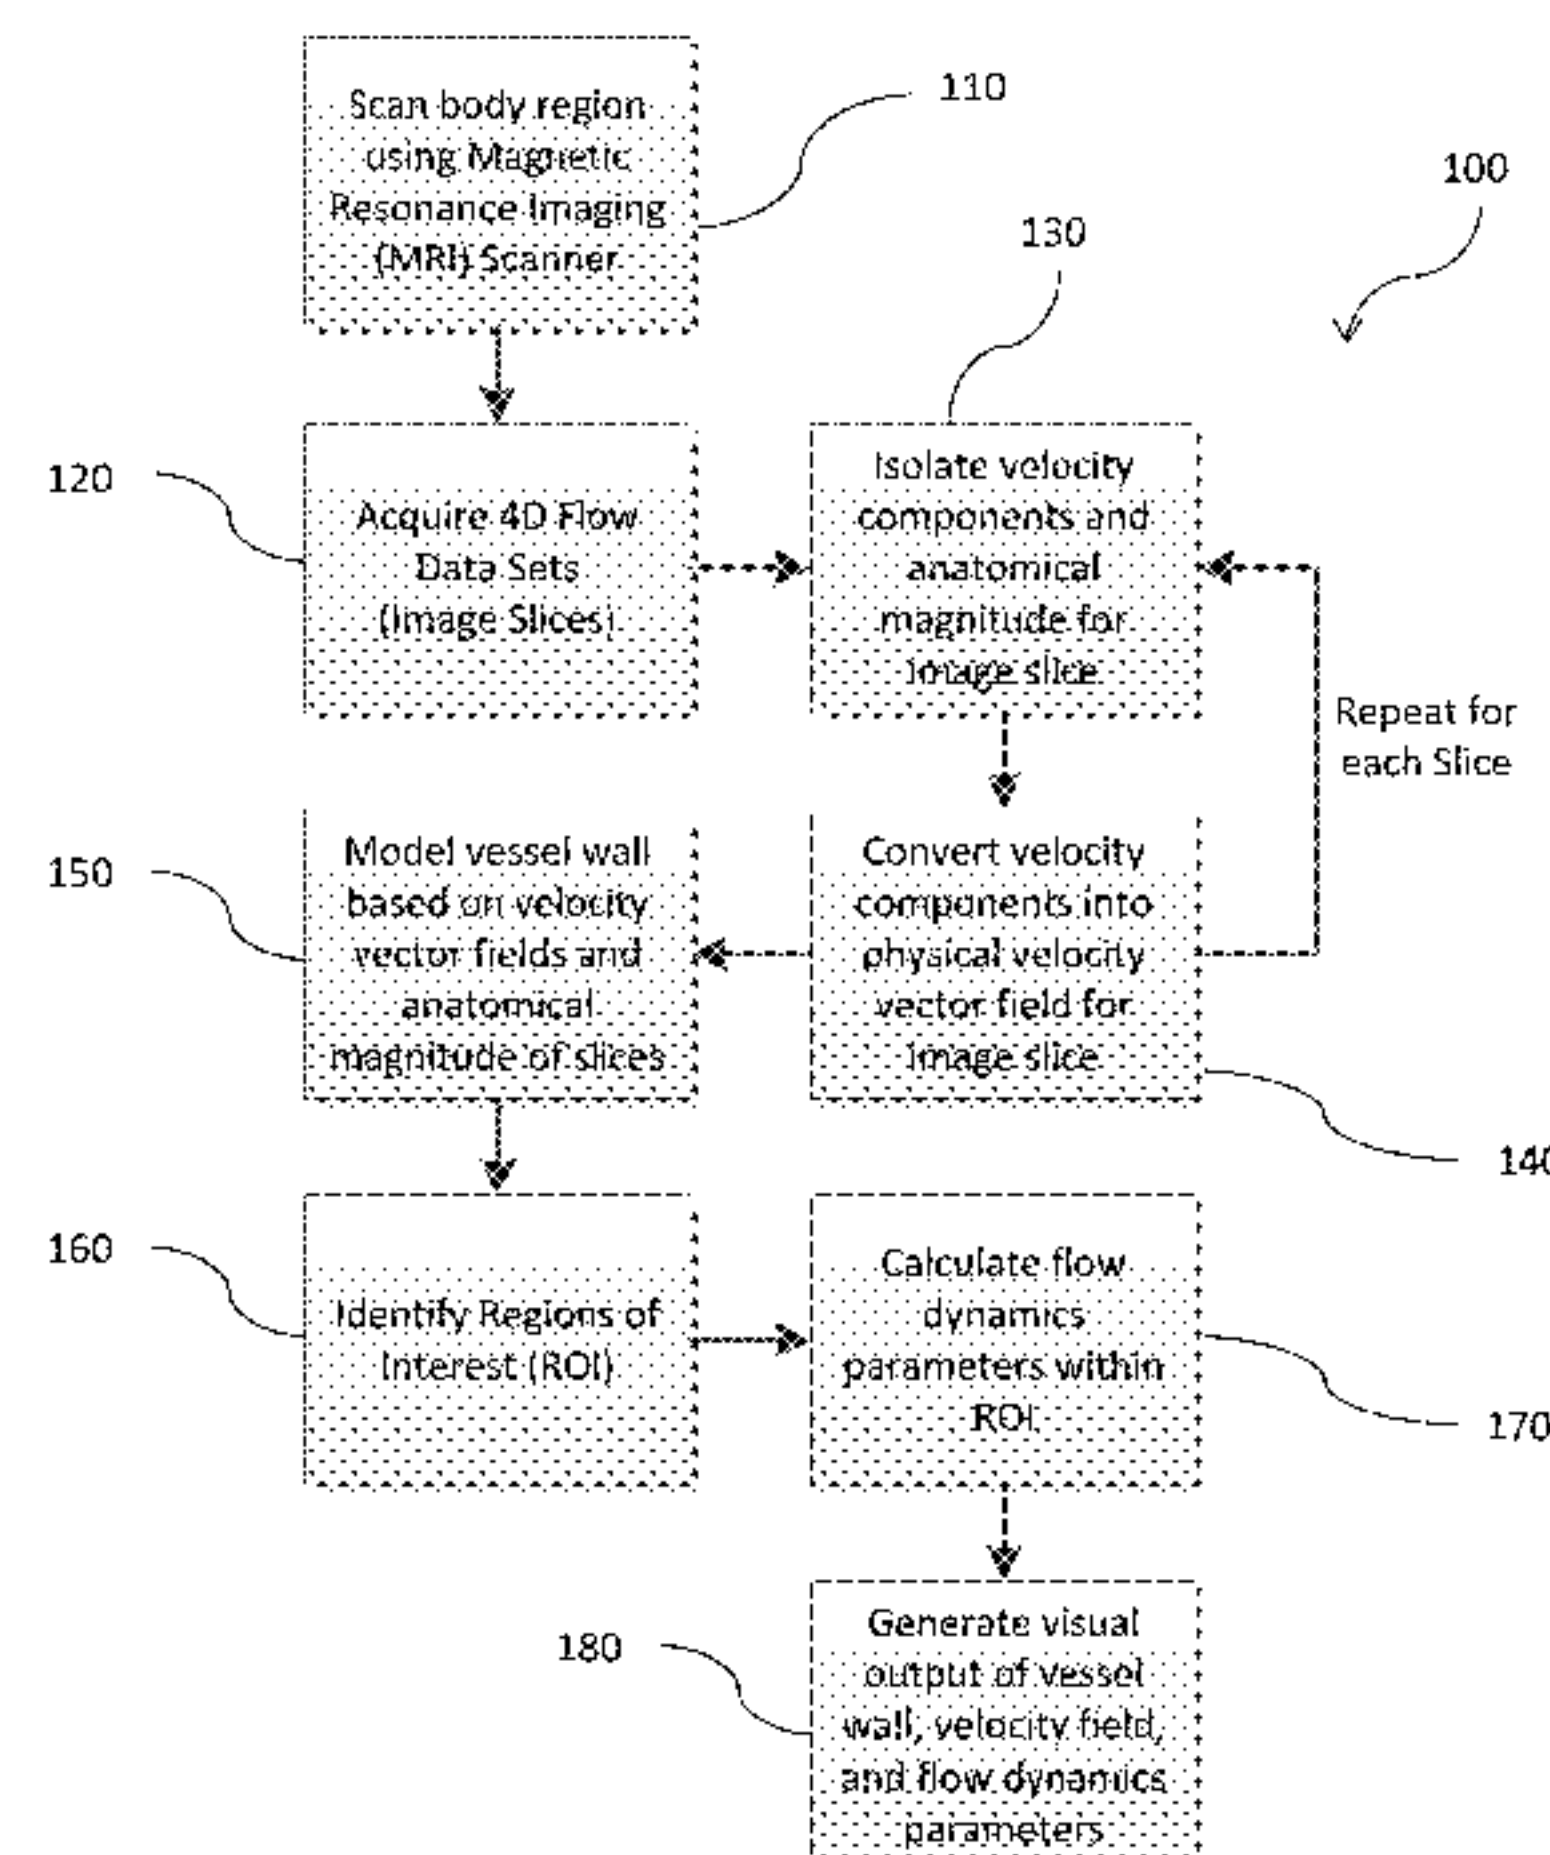 110
Scan body region
using Magnetic
Resonance Imaging
(MRI) Scanner
100
130
120
Acquire 4D Flow
Data Sets
(Image Slices)
Isolate velocity
components and
anatomical
magnitude for
image slice
Repeat for
each Slice
150
Model vessel wall
based on velocity
vector fields and
anatomical
magnitude of slices
Convert velocity
components into
physical velocity
vector field for
image slice
140
160
Identify Regions of
Interest (ROI)
Calculate flow
dynamics
parameters within
ROI
170
180
Generate visual
output of vessel
wall, velocity field,
and flow dynamics
parameters